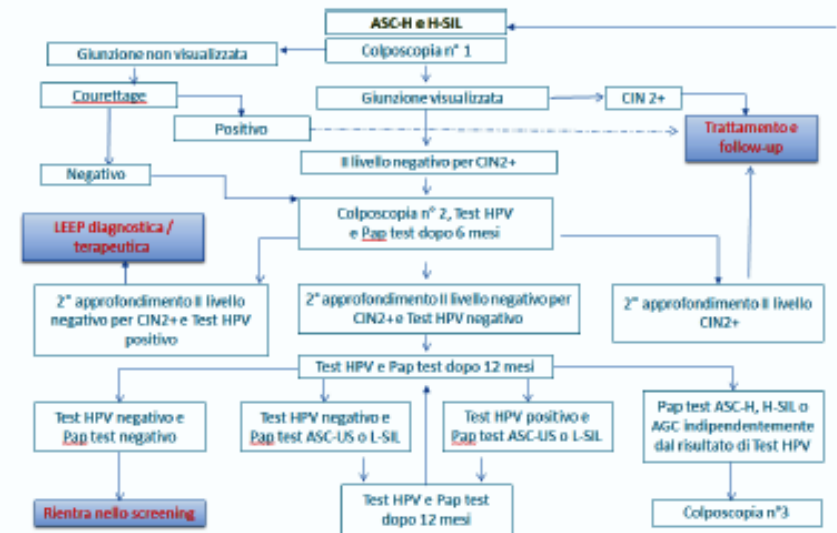 ASC-H e H-SIL
Colposcopia n° 1
Giunzione non visualizzata
Courettage
Giunzione visualizzata
CIN 2+
Positivo
Trattamento e
follow-up
II livello negativo per CIN2+
Negativo
Colposcopia n° 2, Test HPV
e Pap test dopo 6 mesi
LEEP diagnostica /
terapeutica
2° approfondimento II livello
negativo per CIN2+ e Test HPV
positivo
2° approfondimento II livello negativo per
CIN2+ e Test HPV negativo
2° approfondimento II livello
CIN2+
Test HPV e Pap test dopo 12 mesi
Test HPV negativo e
Pap test negativo
Test HPV negativo e
Pap test ASC-US o L-SIL
Test HPV positivo e
Pap test ASC-US o L-SIL
Pap test ASC-H, H-SIL o
AGC indipendentemente
dal risultato di Test HPV
Rientra nello screening
Test HPV e Pap test
dopo 12 mesi
Colposcopia n°3